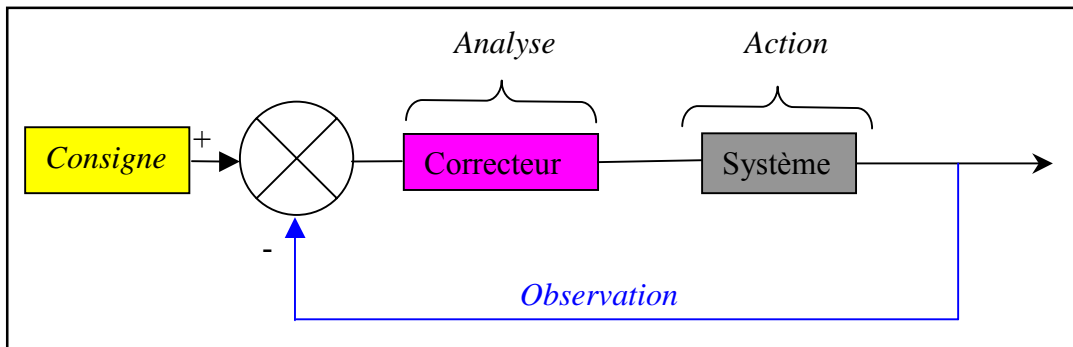 Analyse
Action
Consigne
+
Correcteur
Système
-
Observation